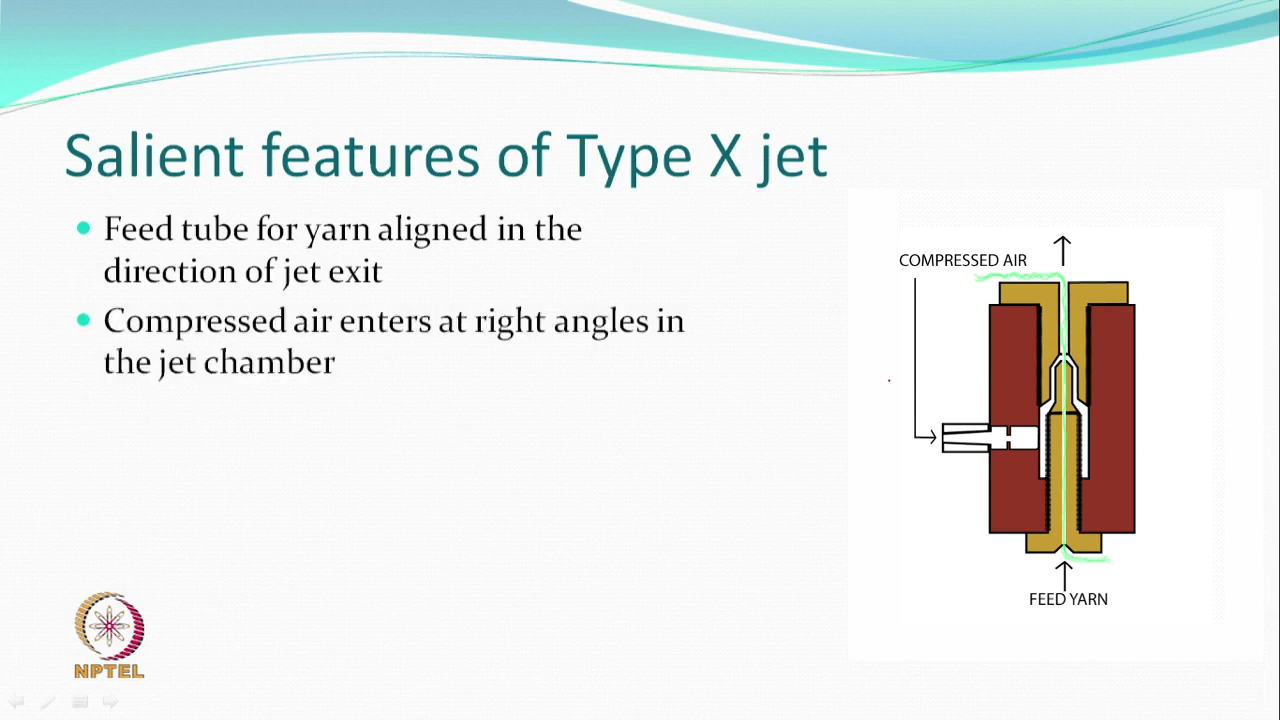 Salient features of Type X jet
Feed tube for yarn aligned in the
direction of jet exit
Compressed air enters at right angles in
the jet chamber
COMPRESSED AIR
FEED YARN
NPTEL